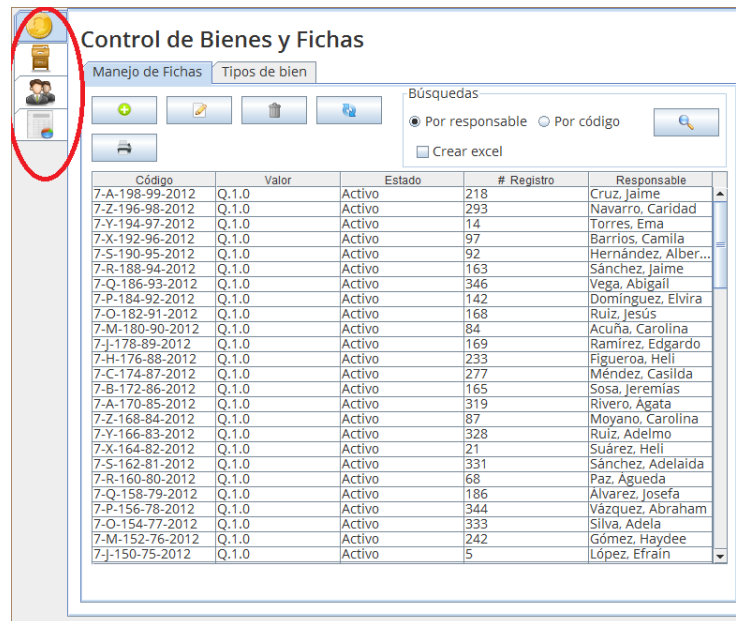 Control de Bienes y Fichas
Manejo de Fichas Tipos de bien
Búsquedas
Por responsable Por código
Crear excel
Código Valor Estado # Registro Responsable
7-A-198-99-2012 Q.1.0 Activo 218 Cruz, Jaime
7-Z-196-98-2012 Q.1.0 Activo 293 Navarro, Caridad
7-Y-194-97-2012 Q.1.0 Activo 14 Torres, Ema
7-X-192-96-2012 Q.1.0 Activo 97 Barrios, Camila
7-S-190-95-2012 Q.1.0 Activo 92 Hernández, Alber...
7-R-188-94-2012 Q.1.0 Activo 163 Sánchez, Jaime
7-Q-186-93-2012 Q.1.0 Activo 346 Vega, Abigaíl
7-P-184-92-2012 Q.1.0 Activo 142 Domínguez, Elvira
7-O-182-91-2012 Q.1.0 Activo 168 Ruiz, Jesús
7-M-180-90-2012 Q.1.0 Activo 84 Acuña, Carolina
7-J-178-89-2012 Q.1.0 Activo 169 Ramírez, Edgardo
7-H-176-88-2012 Q.1.0 Activo 233 Figueroa, Heli
7-C-174-87-2012 Q.1.0 Activo 277 Méndez, Casilda
7-B-172-86-2012 Q.1.0 Activo 165 Sosa, Jeremías
7-A-170-85-2012 Q.1.0 Activo 319 Rivero, Ágata
7-Z-168-84-2012 Q.1.0 Activo 87 Moyano, Carolina
7-Y-166-83-2012 Q.1.0 Activo 328 Ruiz, Adelmo
7-X-164-82-2012 Q.1.0 Activo 21 Suárez, Heli
7-S-162-81-2012 Q.1.0 Activo 331 Sánchez, Adelaida
7-R-160-80-2012 Q.1.0 Activo 68 Paz, Agueda
7-Q-158-79-2012 Q.1.0 Activo 186 Álvarez, Josefa
7-P-156-78-2012 Q.1.0 Activo 344 Vázquez, Abraham
7-O-154-77-2012 Q.1.0 Activo 333 Silva, Adela
7-M-152-76-2012 Q.1.0 Activo 242 Gómez, Haydee
7-J-150-75-2012 Q.1.0 Activo 5 López, Efraín